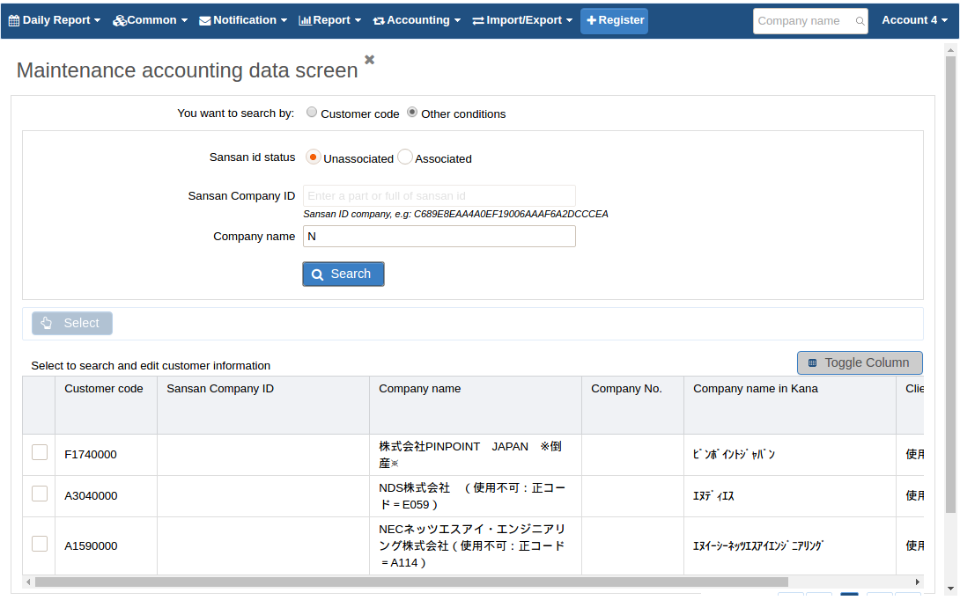 Daily Report Common Notification Report Accounting Import/Export Register Company name Account 4
Maintenance accounting data screen
You want to search by: Customer code Other conditions
Sansan id status Unassociated Associated
Sansan Company ID Enter a part or full of sansan id
Sansan ID company, e.g: C689E8EAA4A0EF19006AAAF6A2DCCCEA
Company name N
Search
Select
Select to search and edit customer information Toggle Column
Customer code Sansan Company ID Company name Company No. Company name in Kana Clie
F1740000 株式会社PINPOINT JAPAN ※倒 ﾋﾟﾝﾎﾟｲﾝﾄｼﾞｬﾊﾟﾝ 使用
産※
A3040000 NDS株式会社 (使用不可：正コー ｴﾇﾃﾞｨｴｽ 使用
ド＝E059)
A1590000 NECネッツエスアイ・エンジニアリ ｴﾇｲｰｼｰﾈｯﾂｴｽｱｲｴﾝｼﾞﾆｱﾘﾝｸﾞ 使用
ング株式会社(使用不可：正コード
＝A114)